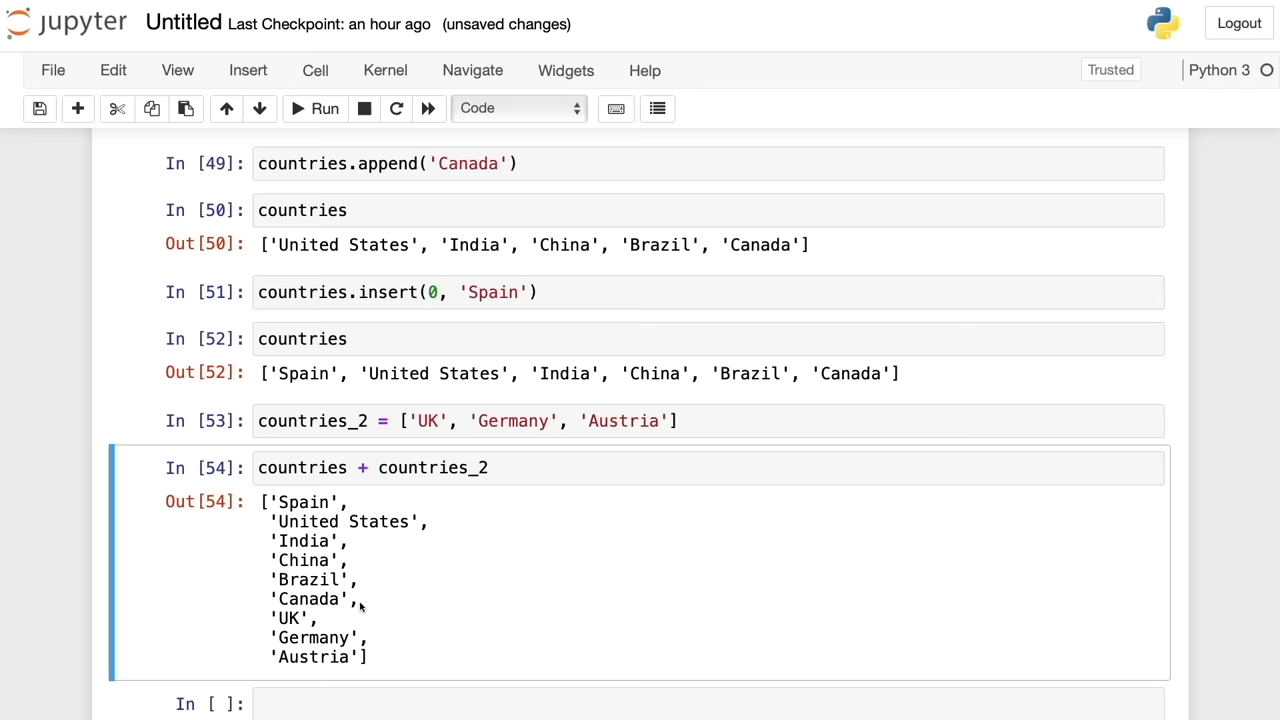 jupyter Untitled Last Checkpoint: an hour ago (unsaved changes) Logout
File Edit View Insert Cell Kernel Navigate Widgets Help Trusted Python 3
Run Code
In [49]: countries.append('Canada')
In [50]: countries
Out[50]: ['United States', 'India', 'China', 'Brazil', 'Canada']
In [51]: countries.insert(0, 'Spain')
In [52]: countries
Out[52]: ['Spain', 'United States', 'India', 'China', 'Brazil', 'Canada']
In [53]: countries_2 = ['UK', 'Germany', 'Austria']
In [54]: countries + countries_2
Out[54]: ['Spain',
'United States',
'India',
'China',
'Brazil',
'Canada',
'UK',
'Germany',
'Austria']
In [ ]: